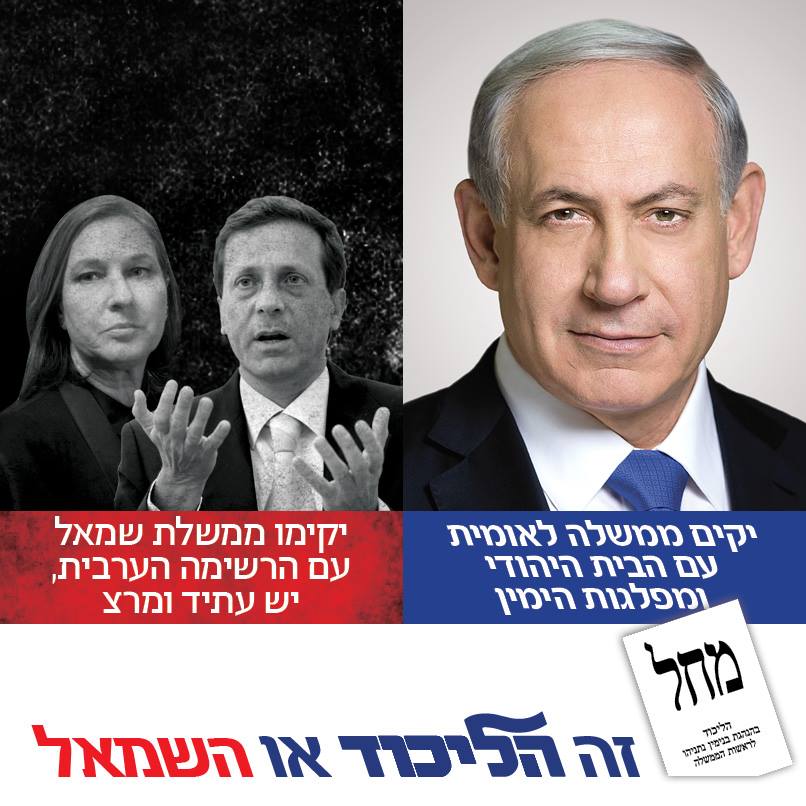 יקים ממשלה לאומית
עם הבית היהודי
ומפלגות הימין
יקימו ממשלת שמאל
עם הרשימה הערבית,
יש עתיד ומרצ
זה הליכוד או השמאל
מחל
הליכוד
בהנהגת בנימין נתניהו
לראשות הממשלה